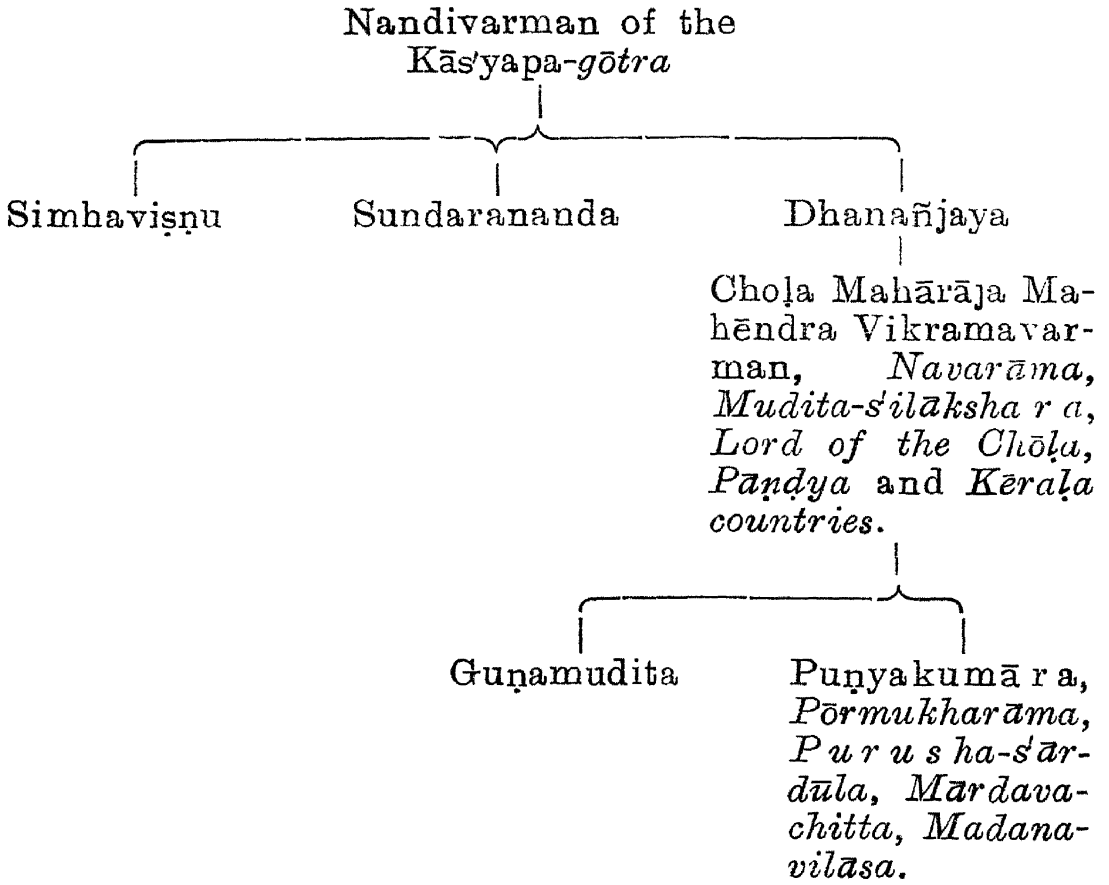 Nandivarman of the
Kās'yapa-gōtra
Simhaviṣṇu Sundarananda Dhanañjaya
Choḷa Mahārāja Ma-
hēndra Vikramavar-
man, Navarāma,
Mudita-s'ilāksha r a,
Lord of the Chōḷa,
Pāṇḍya and Kēraḷa
countries.
Guṇamudita Puṇyakumā r a,
Pōrmukharāma,
P u r u s ha-s'ār-
dūla, Mārdava-
chitta, Madana-
vilāsa.